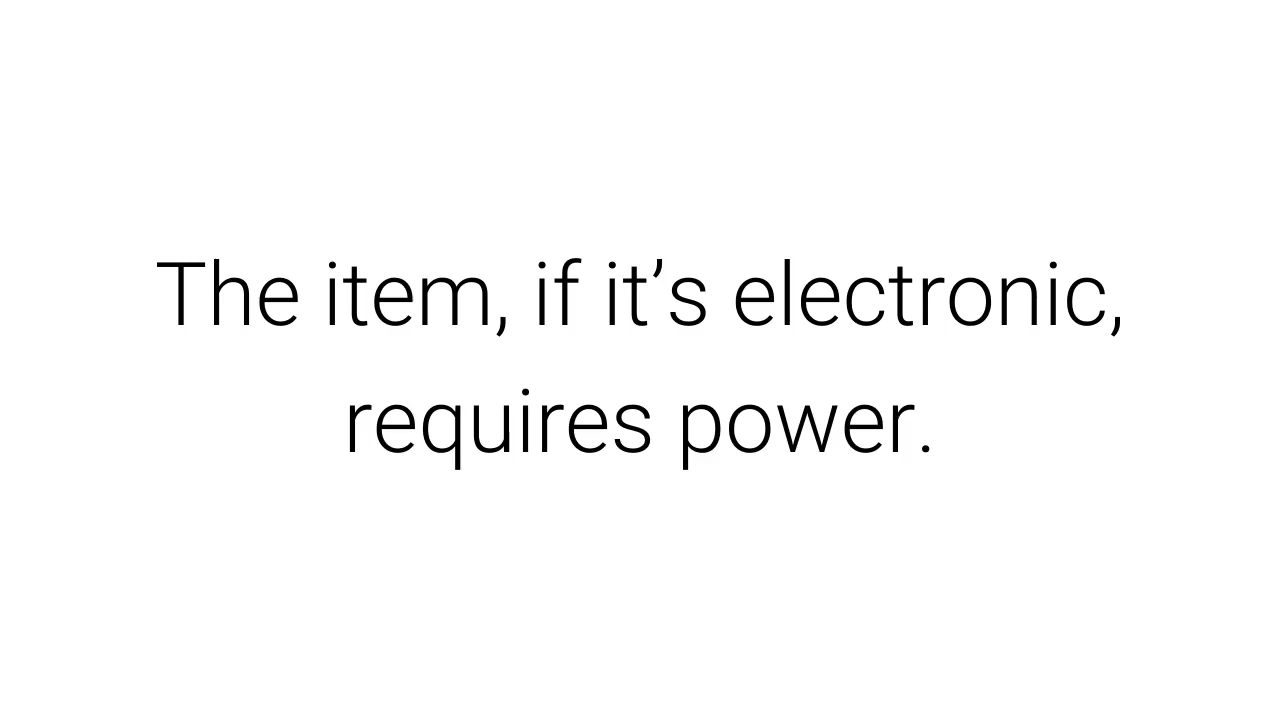 The item, if it’s electronic,
requires power.